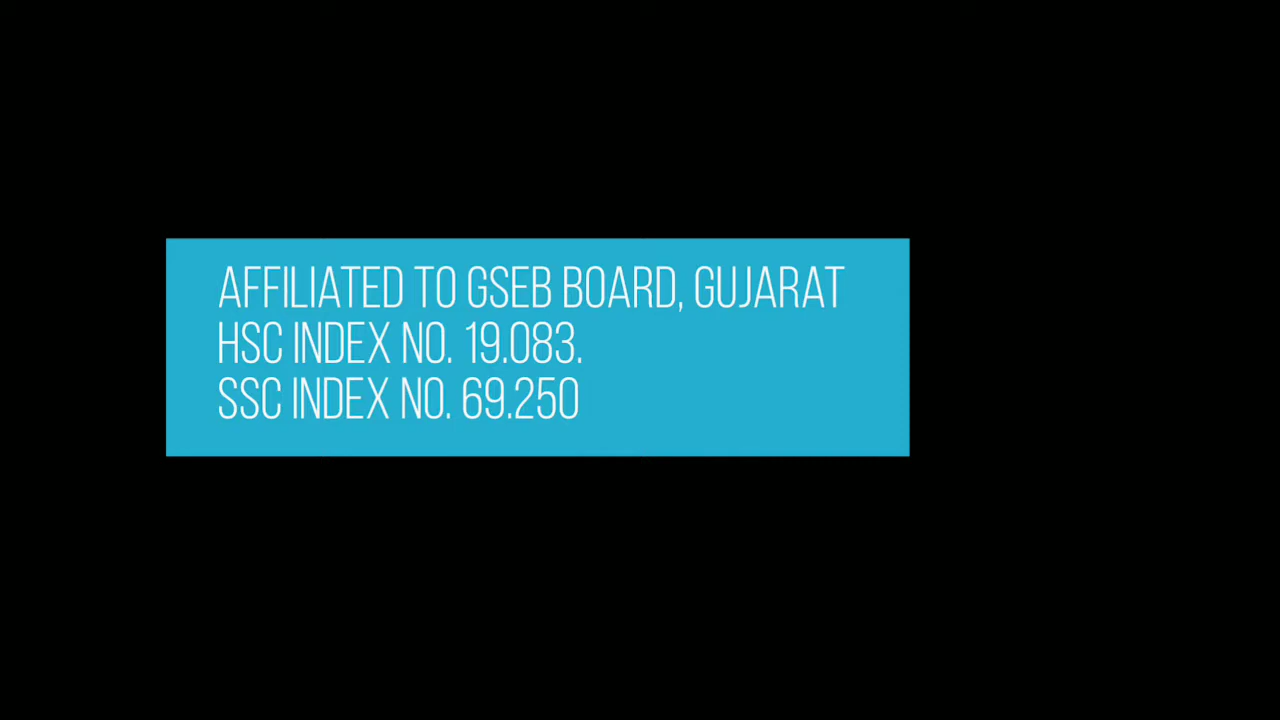 AFFILIATED TO GSEB BOARD, GUJARAT
HSC INDEX NO. 19.083.
SSC INDEX NO. 69.250